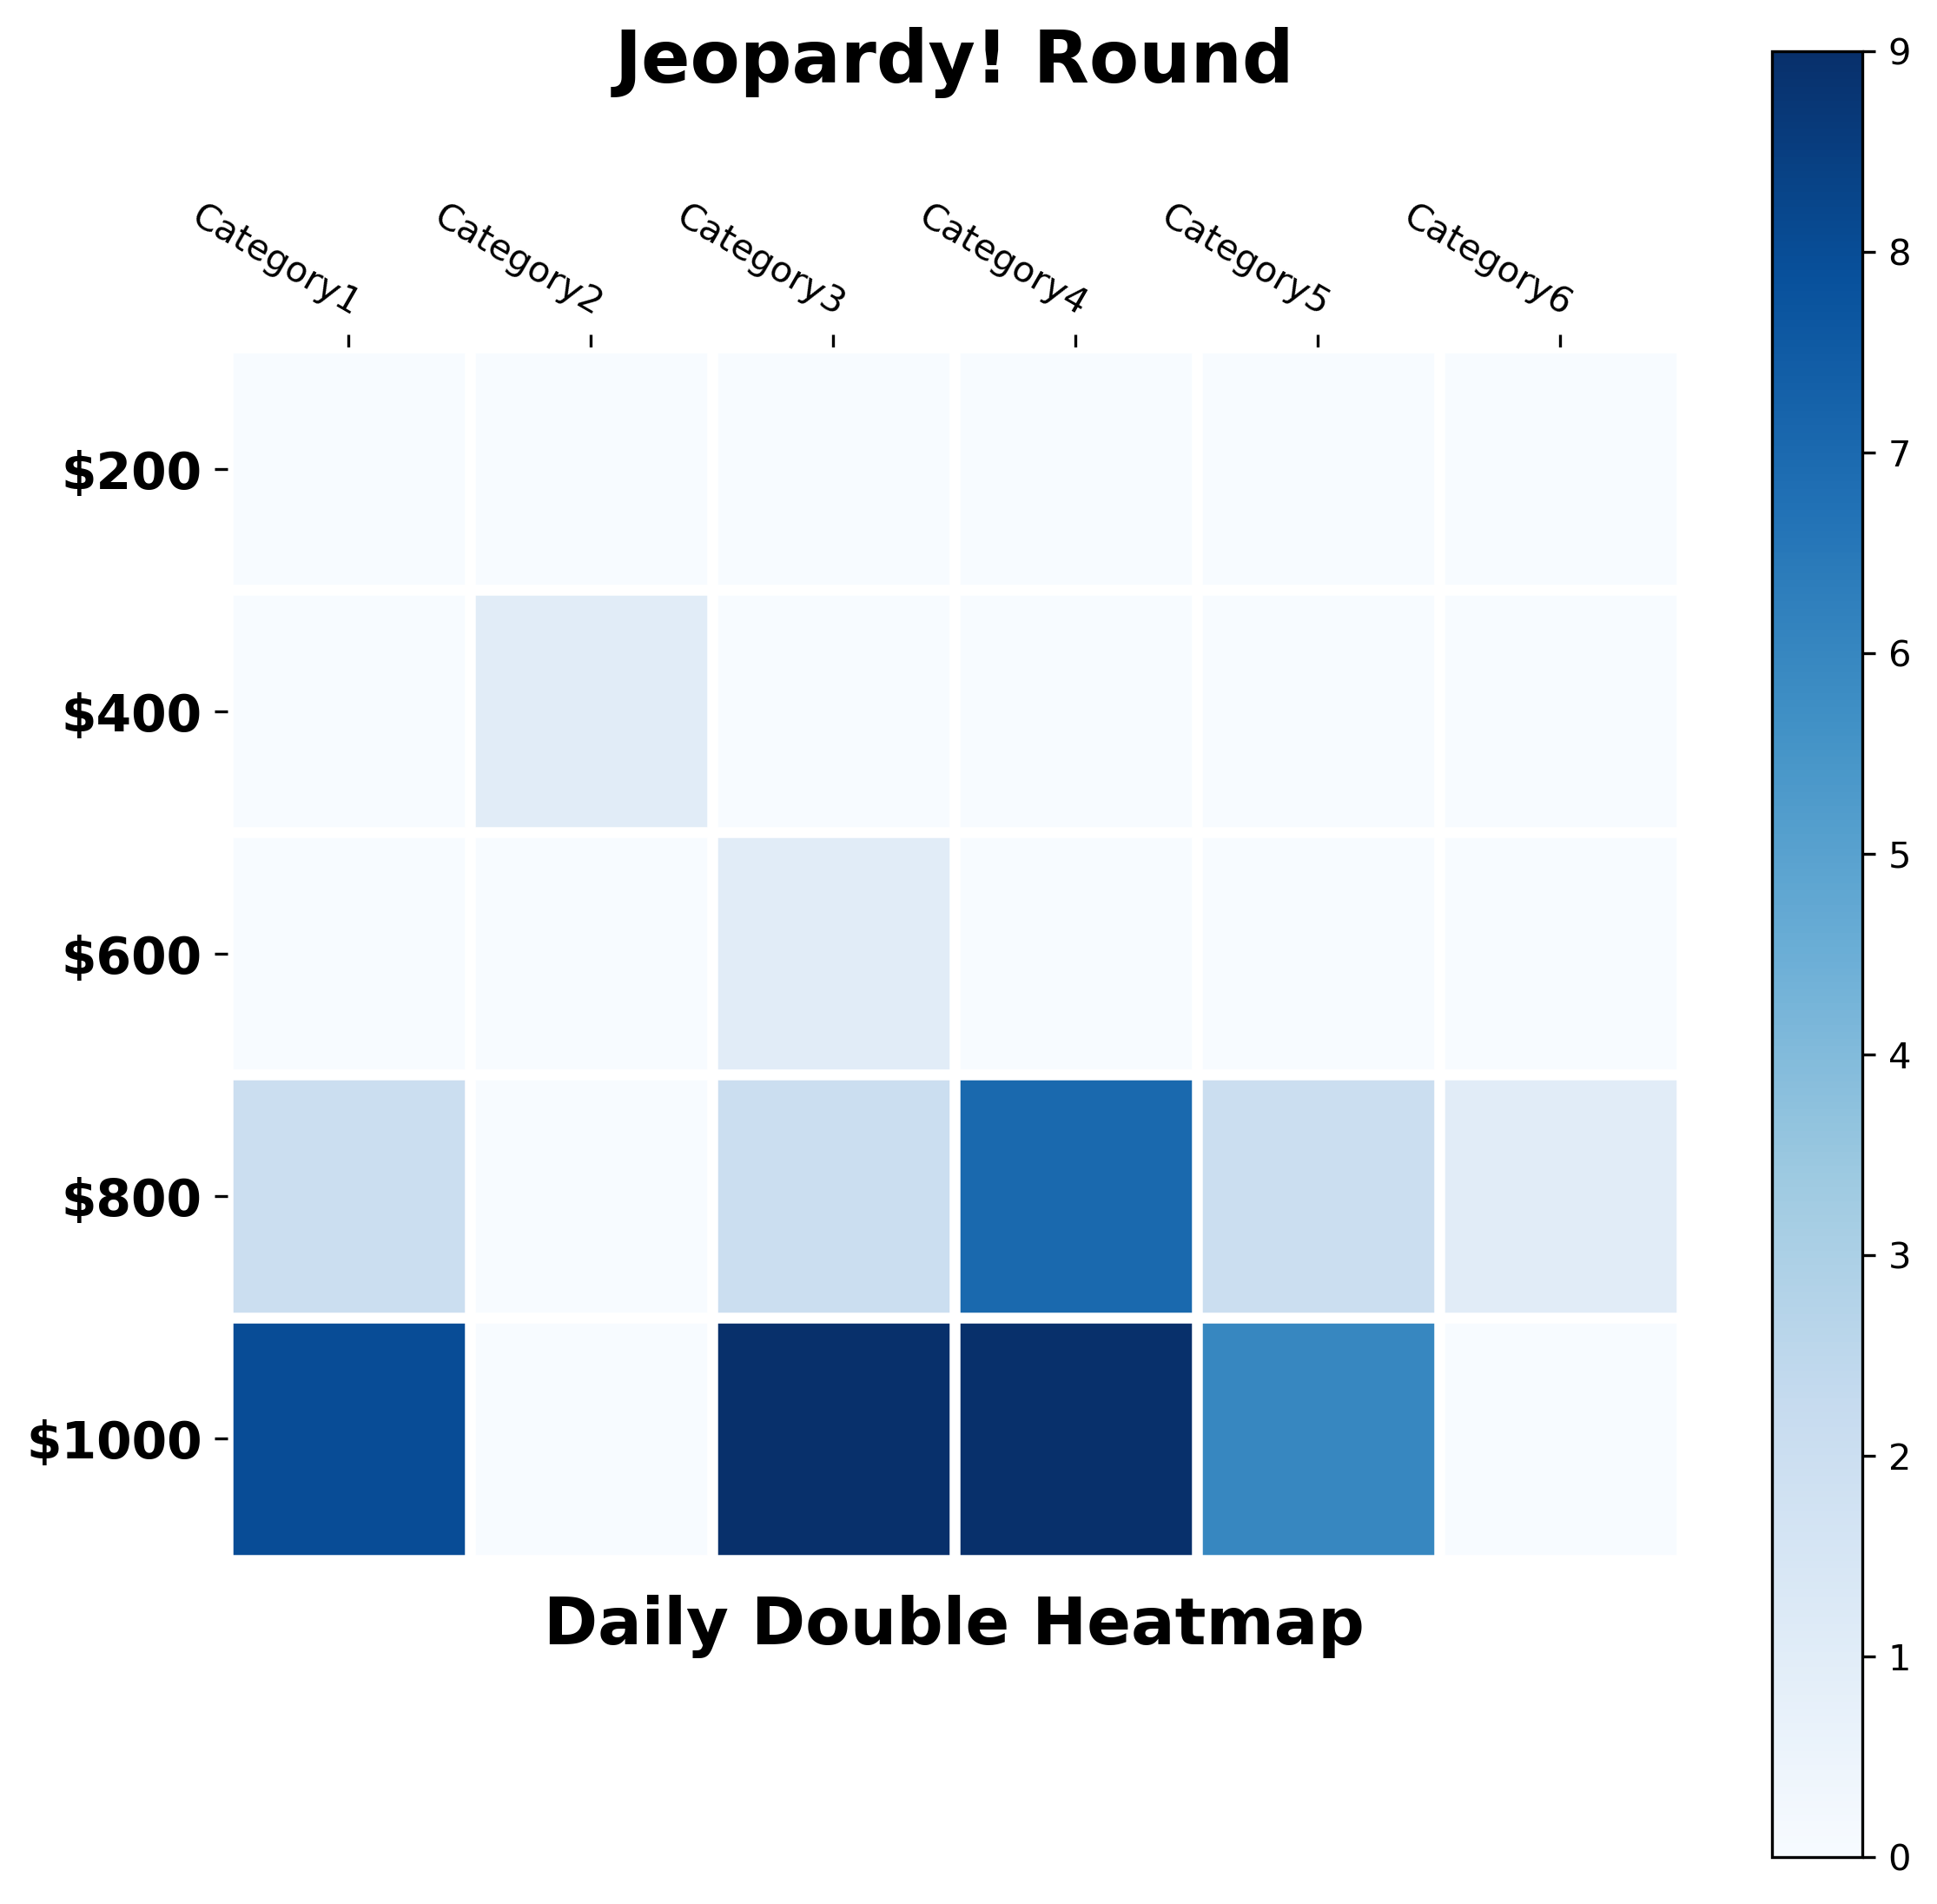 Jeopardy! Round
Category1
Category2
Category3
Category4
Category5
Category6
$200
$400
$600
$800
$1000
Daily Double Heatmap
9
8
7
6
5
4
3
2
1
0